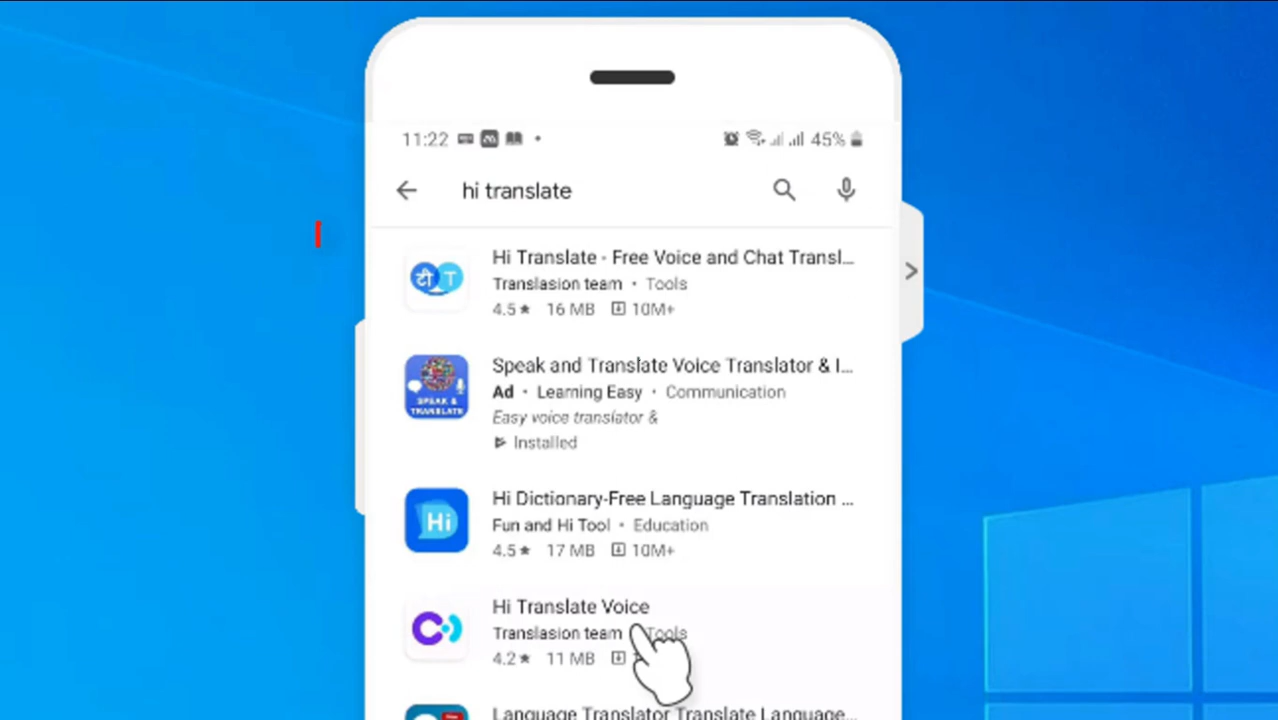 11:22 45%
hi translate
Hi Translate - Free Voice and Chat Transl...
टी T
Translasion team • Tools
4.5★ 16 MB 10M+
Speak and Translate Voice Translator & I...
SPEAK & TRANSLATE
Ad • Learning Easy • Communication
Easy voice translator &
Installed
Hi Dictionary-Free Language Translation ...
Hi
Fun and Hi Tool • Education
4.5★ 17 MB 10M+
Hi Translate Voice
Translasion team Tools
4.2★ 11 MB
Language Translator Translate Language...